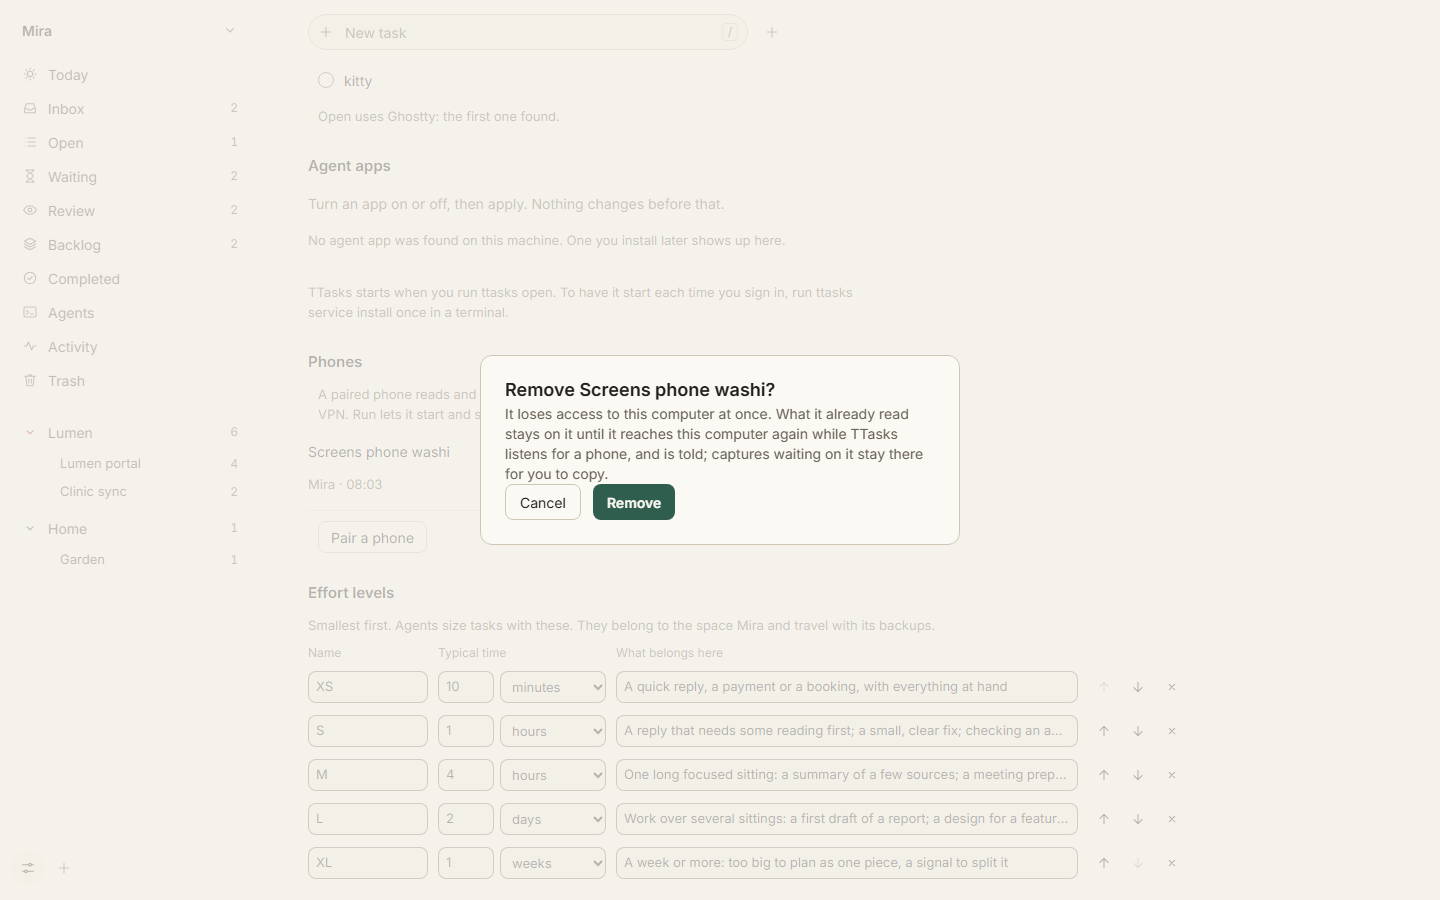 Mira
Today
Inbox 2
Open 1
Waiting 2
Review 2
Backlog 2
Completed
Agents
Activity
Trash
Lumen 6
Lumen portal 4
Clinic sync 2
Home 1
Garden 1
New task /
kitty
Open uses Ghostty: the first one found.
Agent apps
Turn an app on or off, then apply. Nothing changes before that.
No agent app was found on this machine. One you install later shows up here.
TTasks starts when you run ttasks open. To have it start each time you sign in, run ttasks
service install once in a terminal.
Phones
A paired phone reads and
VPN. Run lets it start and s
Screens phone washi
Mira · 08:03
Pair a phone
Remove Screens phone washi?
It loses access to this computer at once. What it already read
stays on it until it reaches this computer again while TTasks
listens for a phone, and is told; captures waiting on it stay there
for you to copy.
Cancel Remove
Effort levels
Smallest first. Agents size tasks with these. They belong to the space Mira and travel with its backups.
Name Typical time What belongs here
XS 10 minutes A quick reply, a payment or a booking, with everything at hand
S 1 hours A reply that needs some reading first; a small, clear fix; checking an a...
M 4 hours One long focused sitting: a summary of a few sources; a meeting prep...
L 2 days Work over several sittings: a first draft of a report; a design for a featur...
XL 1 weeks A week or more: too big to plan as one piece, a signal to split it